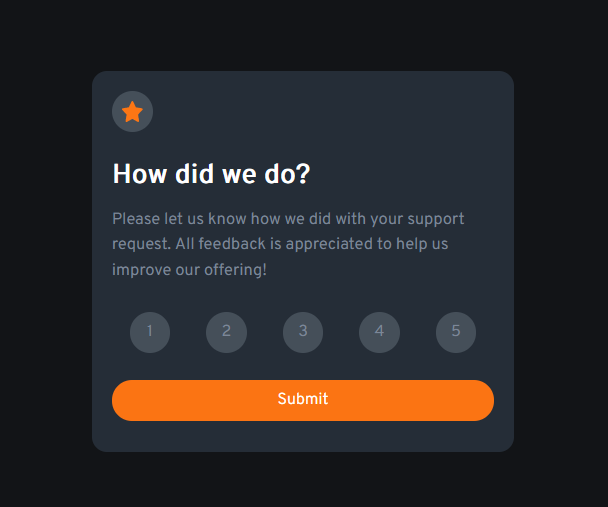 How did we do?
Please let us know how we did with your support
request. All feedback is appreciated to help us
improve our offering!
1 2 3 4 5
Submit